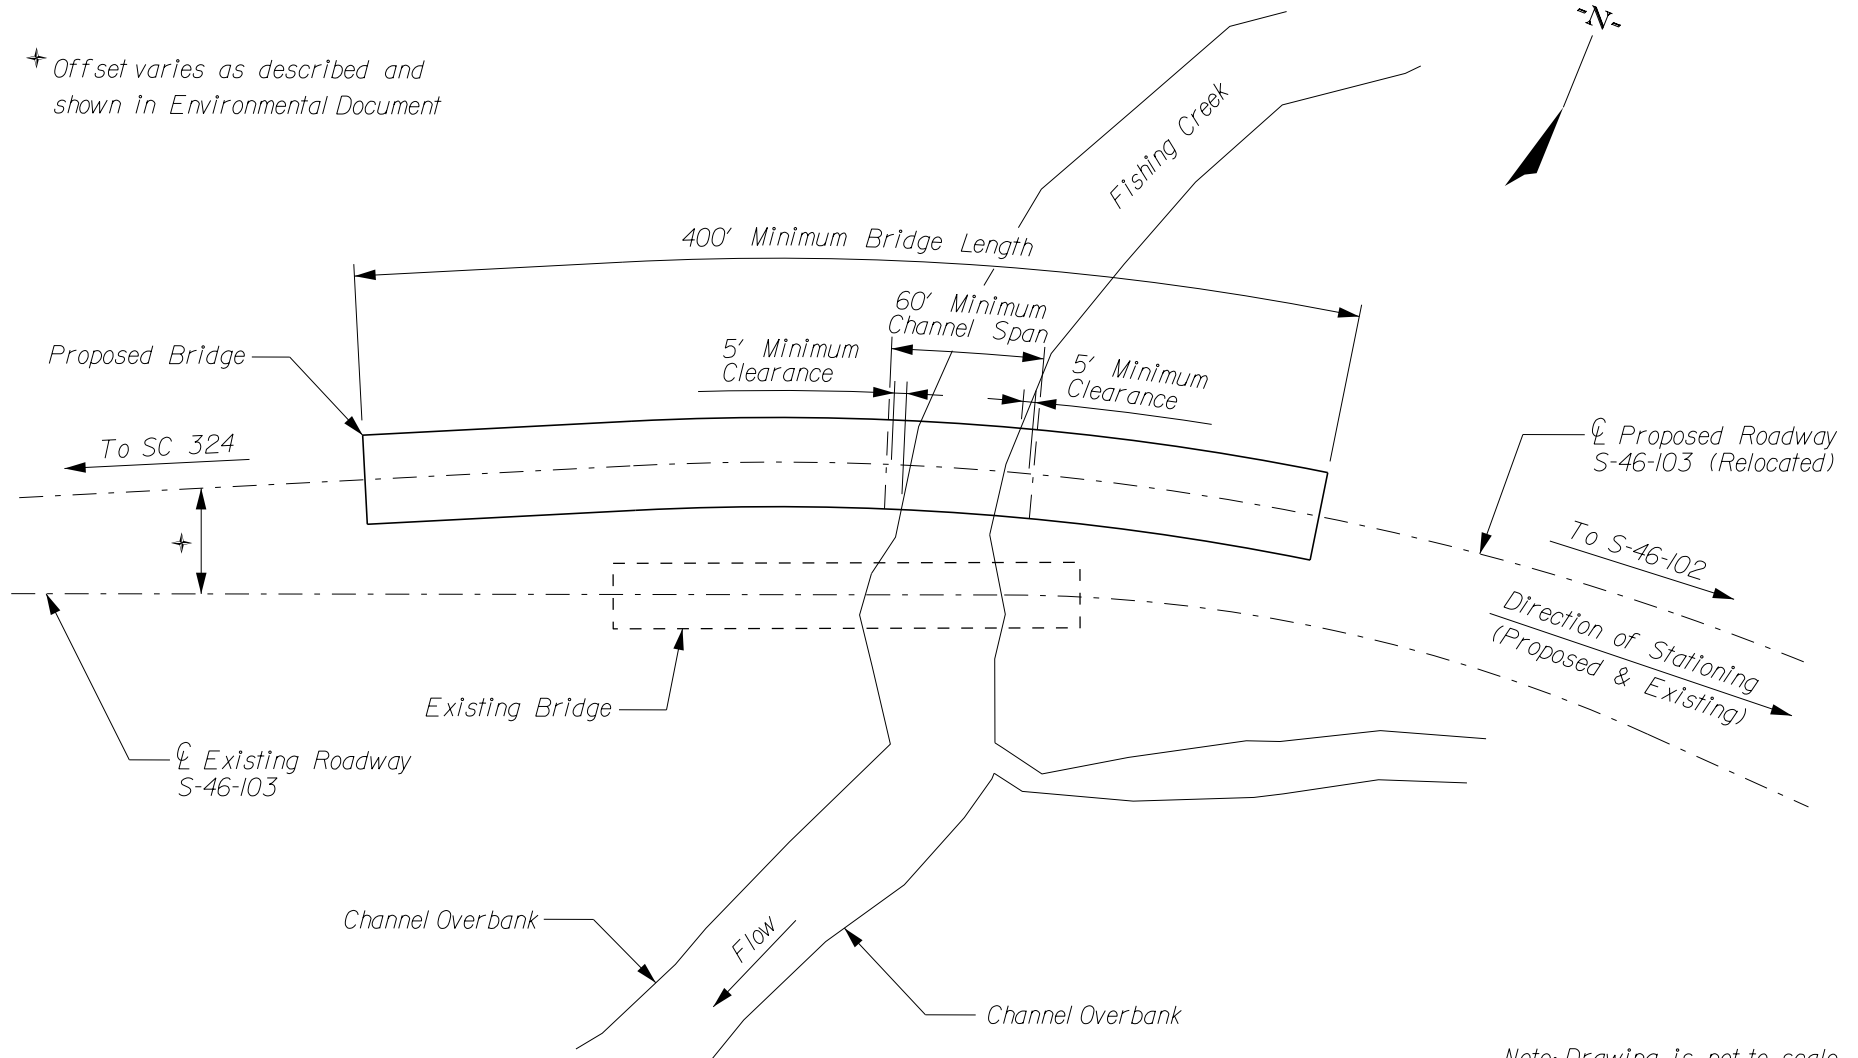 -N-
✦ Offset varies as described and
shown in Environmental Document
Fishing Creek
400' Minimum Bridge Length
60' Minimum
Channel Span
5' Minimum
Clearance
5' Minimum
Clearance
Proposed Bridge
To SC 324
℄ Proposed Roadway
S-46-103 (Relocated)
To S-46-102
✦
Direction of Stationing
(Proposed & Existing)
Existing Bridge
℄ Existing Roadway
S-46-103
Channel Overbank
Flow
Channel Overbank
Note: Drawing is not to scale